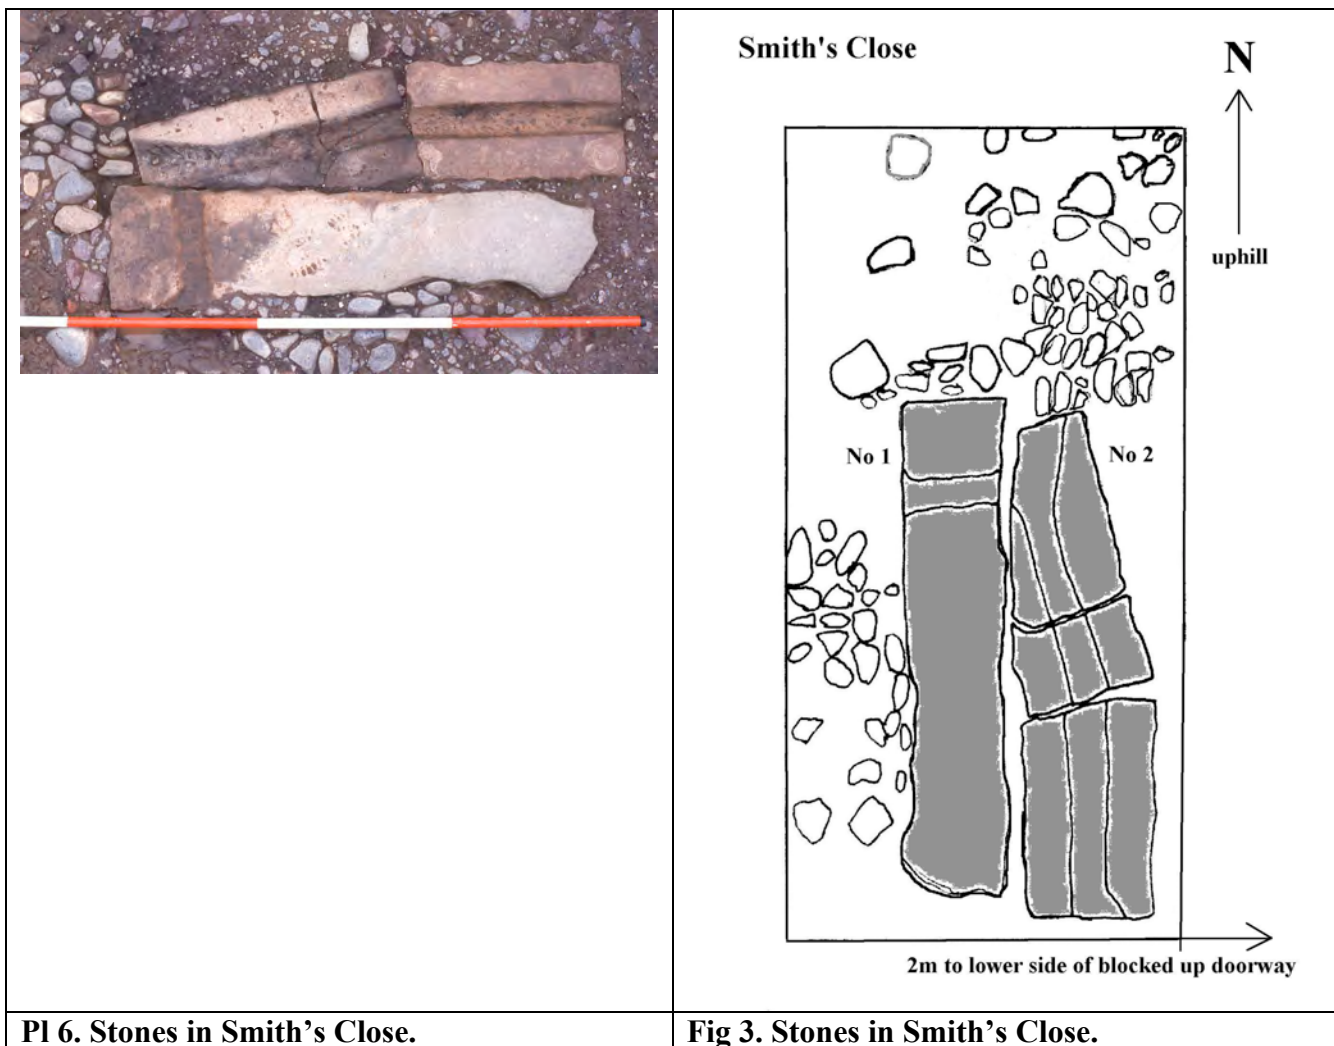 Smith's Close
N
uphill
No 1
No 2
2m to lower side of blocked up doorway
Pl 6. Stones in Smith’s Close.
Fig 3. Stones in Smith’s Close.